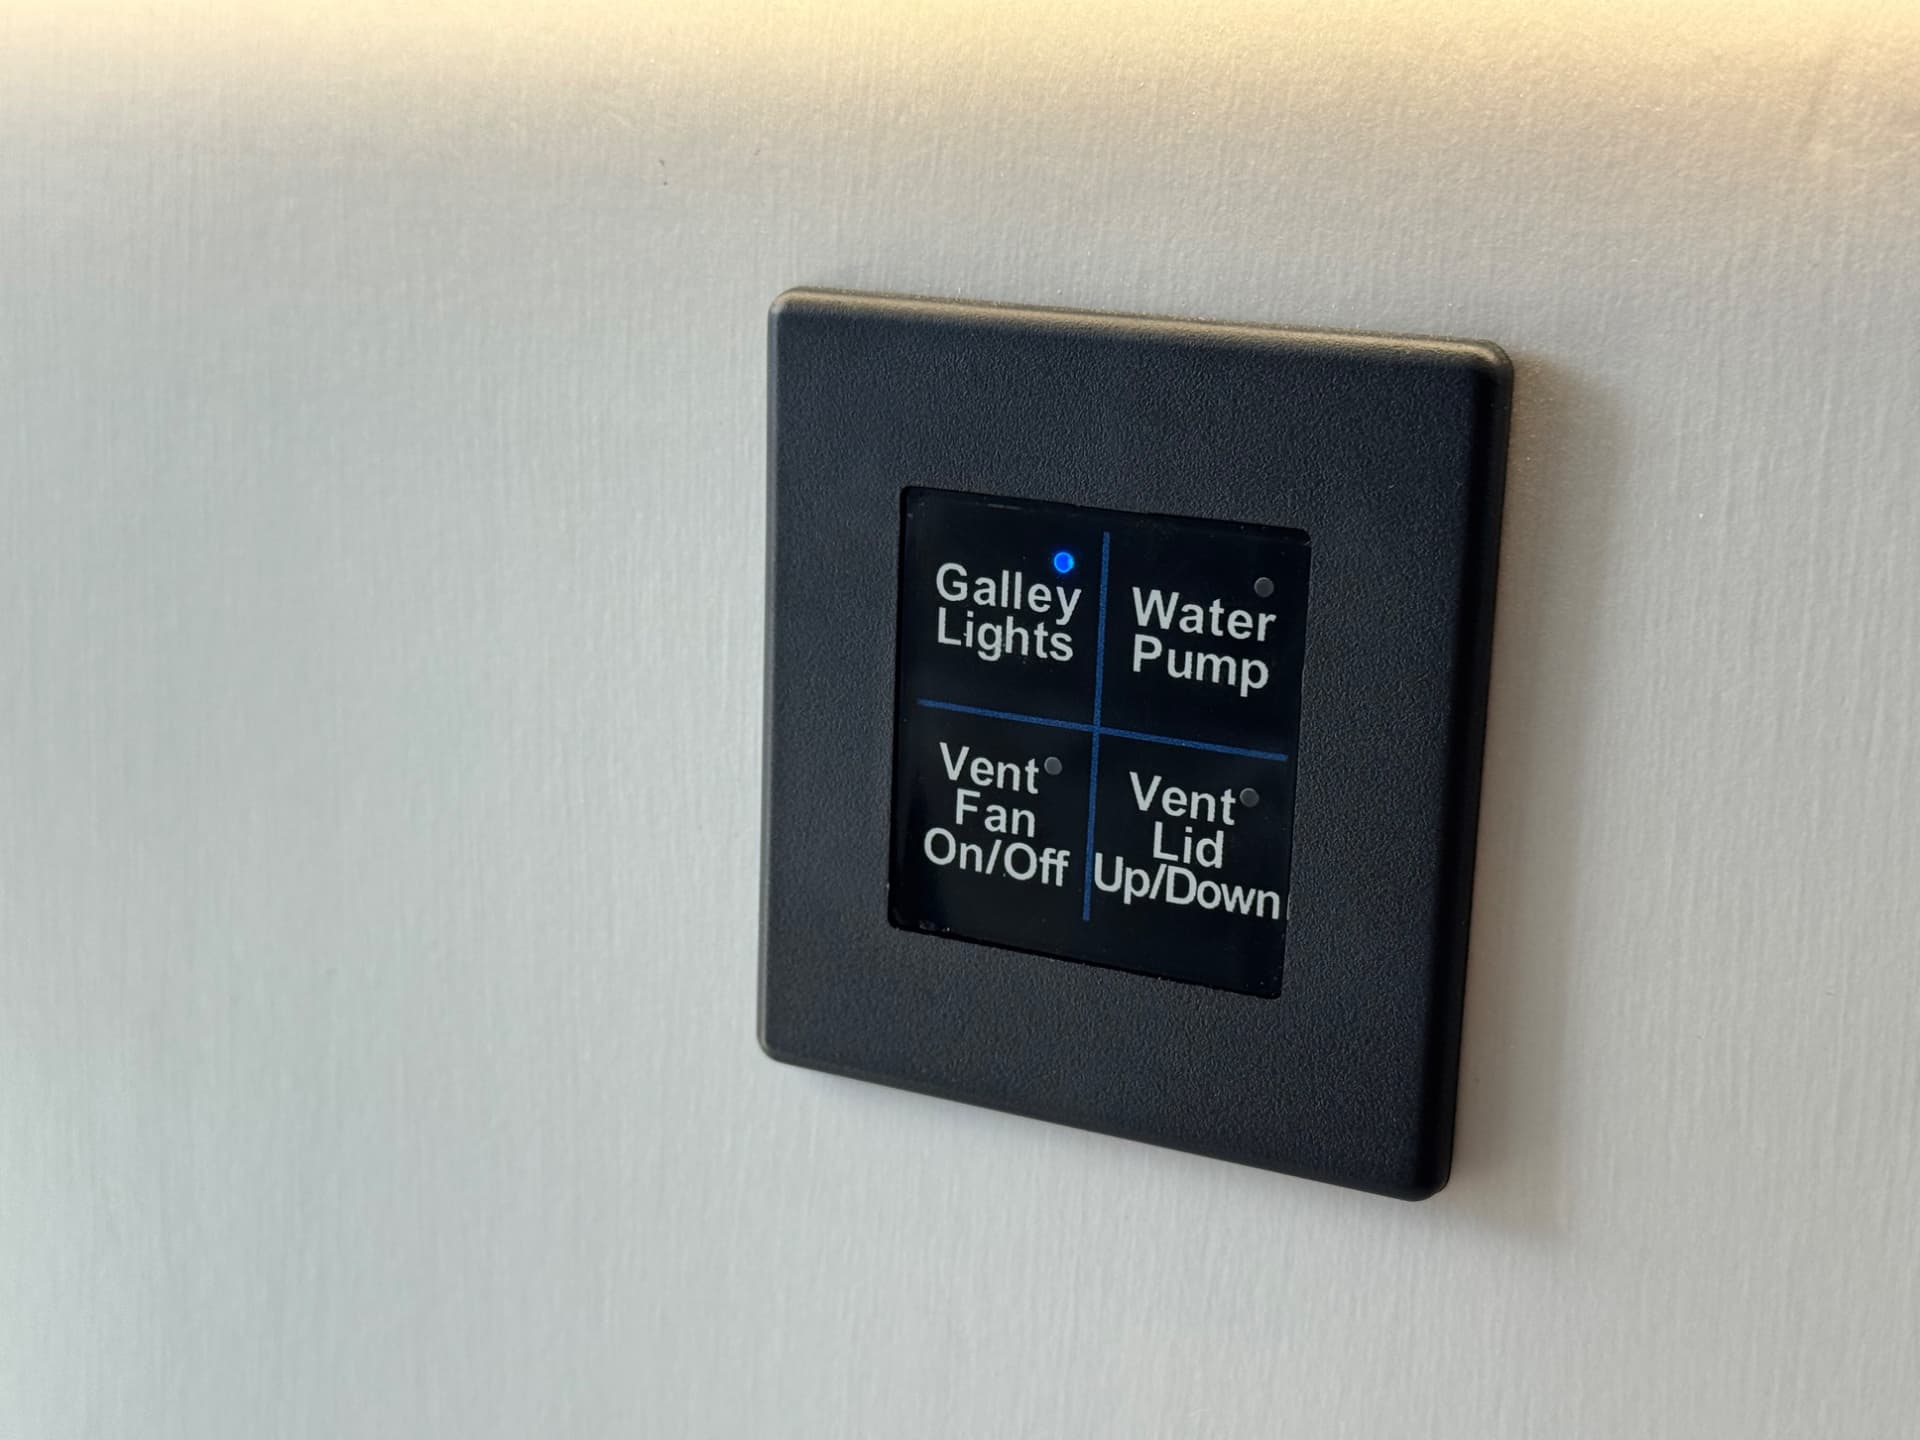 Galley
Lights
Water
Pump
Vent
Fan
On/Off
Vent
Lid
Up/Down